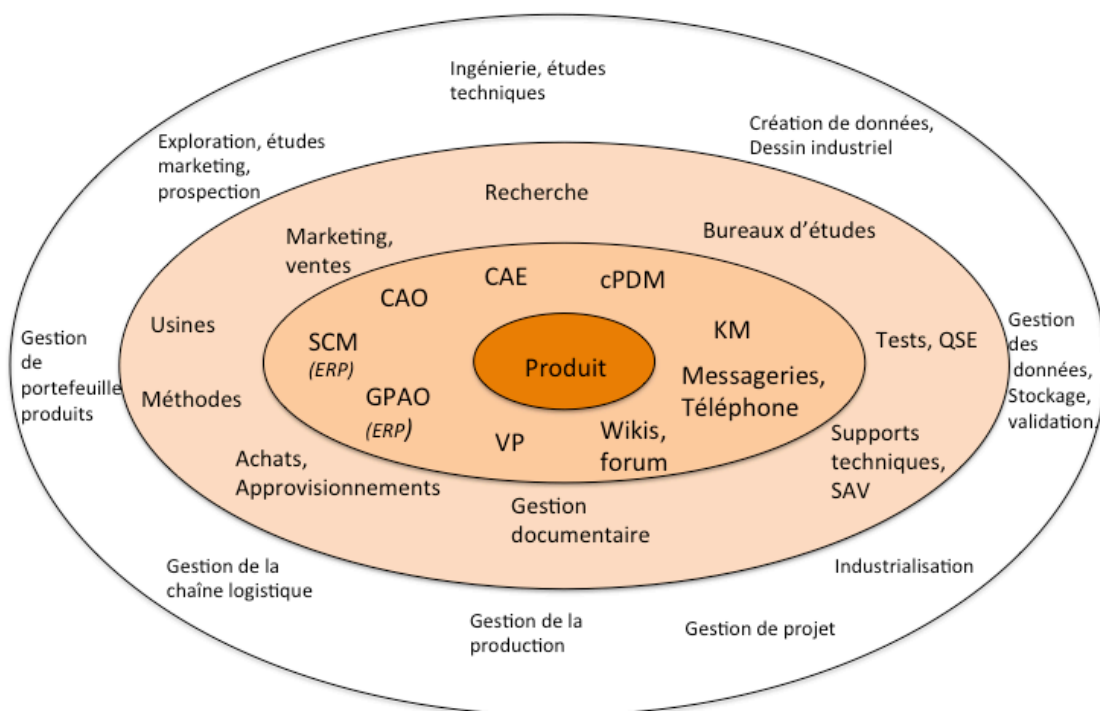 Ingénierie, études
techniques
Création de données,
Dessin industriel
Exploration, études
marketing,
prospection
Recherche
Bureaux d'études
Marketing,
ventes
CAE
cPDM
CAO
Usines
SCM
(ERP)
KM
Tests, QSE
Gestion
des
données,
Stockage,
validation.
Gestion
de
portefeuille
produits
Produit
Méthodes
GPAO
(ERP)
Messageries,
Téléphone
VP
Wikis,
forum
Achats,
Approvisionnements
Supports
techniques,
SAV
Gestion
documentaire
Gestion de la
chaîne logistique
Industrialisation
Gestion de la
production
Gestion de projet